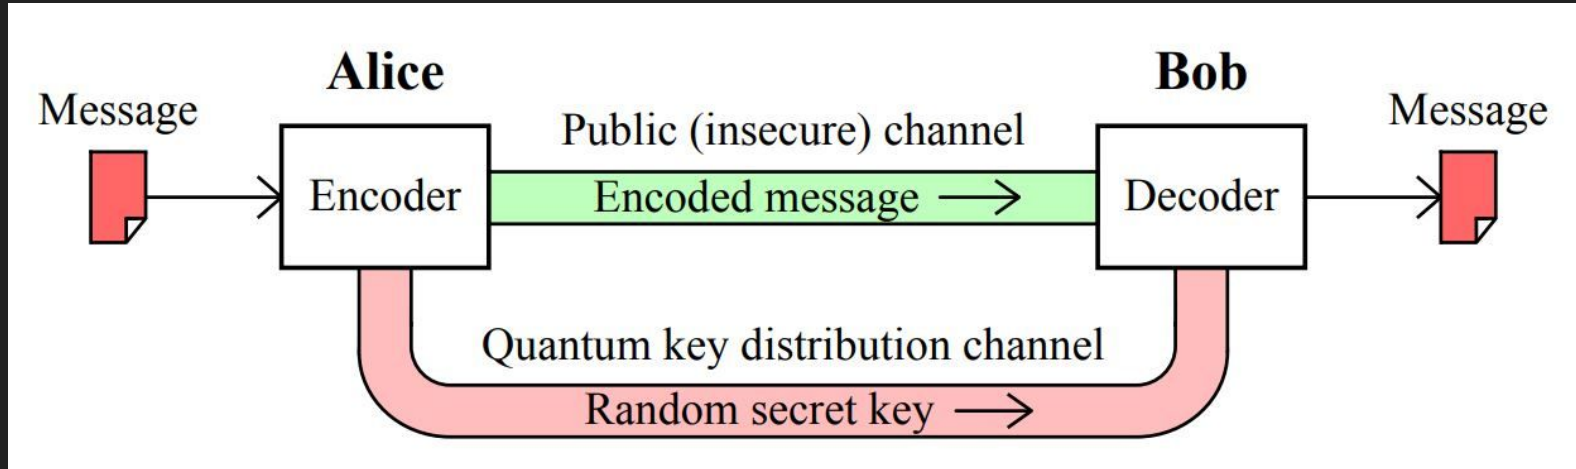 Alice
Bob
Message
Public (insecure) channel
Message
Encoder
Encoded message
Decoder
Quantum key distribution channel
Random secret key